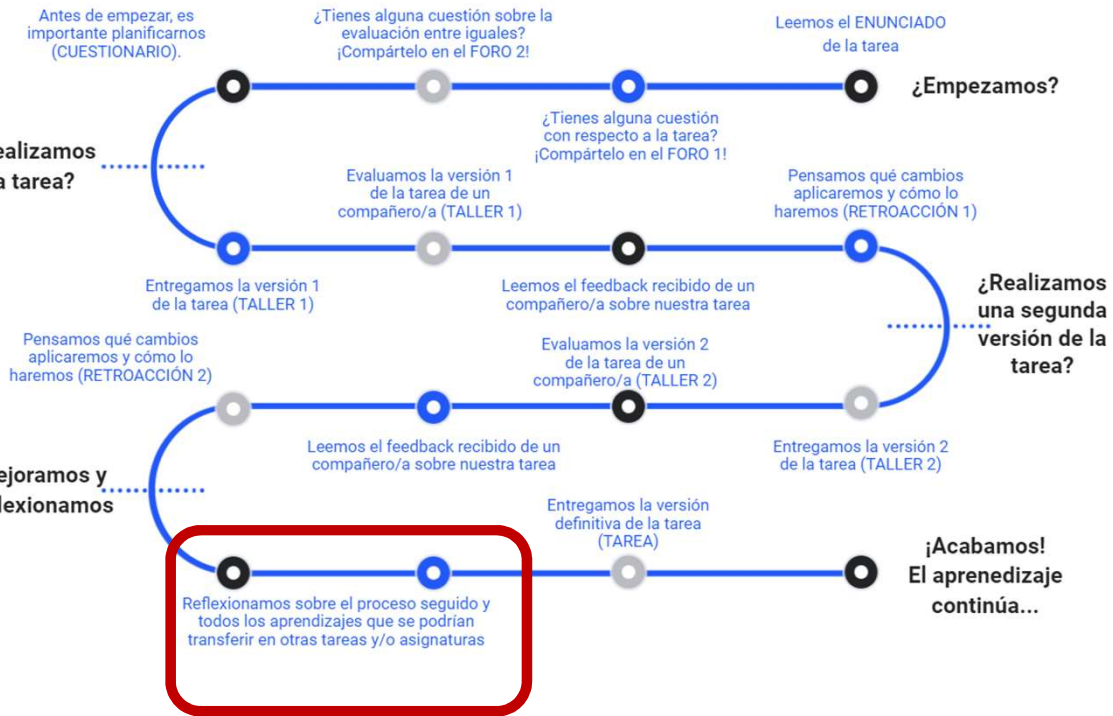 Antes de empezar, es
importante planificarnos
(CUESTIONARIO).
¿Tienes alguna cuestión sobre la
evaluación entre iguales?
¡Compártelo en el FORO 2!
Leemos el ENUNCIADO
de la tarea
¿Empezamos?
¿Tienes alguna cuestión
con respecto a la tarea?
¡Compártelo en el FORO 1!
ealizamos
a tarea?
Evaluamos la versión 1
de la tarea de un
compañero/a (TALLER 1)
Pensamos qué cambios
aplicaremos y cómo lo
haremos (RETROACCIÓN 1)
Entregamos la versión 1
de la tarea (TALLER 1)
Leemos el feedback recibido de un
compañero/a sobre nuestra tarea
¿Realizamos
una segunda
versión de la
tarea?
Pensamos qué cambios
aplicaremos y cómo lo
haremos (RETROACCIÓN 2)
Evaluamos la versión 2
de la tarea de un
compañero/a (TALLER 2)
Leemos el feedback recibido de un
compañero/a sobre nuestra tarea
Entregamos la versión 2
de la tarea (TALLER 2)
ejoramos y
lexionamos
Entregamos la versión
definitiva de la tarea
(TAREA)
¡Acabamos!
El aprenedizaje
continúa...
Reflexionamos sobre el proceso seguido y
todos los aprendizajes que se podrían
transferir en otras tareas y/o asignaturas